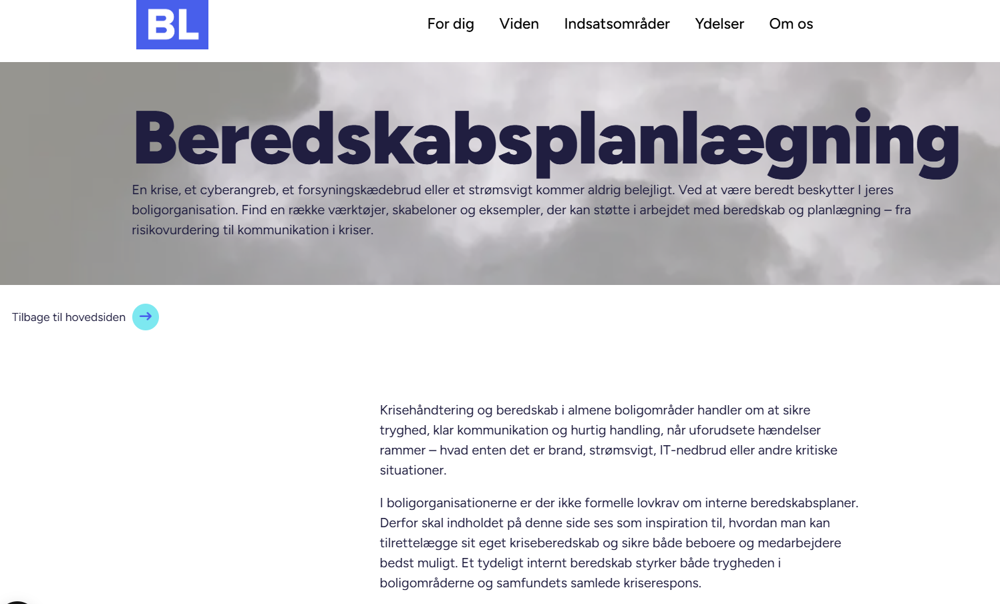 BL
For dig Viden Indsatsområder Ydelser Om os
Beredskabsplanlægning
En krise, et cyberangreb, et forsyningskædebrud eller et strømsvigt kommer aldrig belejligt. Ved at være beredt beskytter I jeres
boligorganisation. Find en række værktøjer, skabeloner og eksempler, der kan støtte i arbejdet med beredskab og planlægning – fra
risikovurdering til kommunikation i kriser.
Tilbage til hovedsiden
Krisehåndtering og beredskab i almene boligområder handler om at sikre
tryghed, klar kommunikation og hurtig handling, når uforudsete hændelser
rammer – hvad enten det er brand, strømsvigt, IT-nedbrud eller andre kritiske
situationer.
I boligorganisationerne er der ikke formelle lovkrav om interne beredskabsplaner.
Derfor skal indholdet på denne side ses som inspiration til, hvordan man kan
tilrettelægge sit eget kriseberedskab og sikre både beboere og medarbejdere
bedst muligt. Et tydeligt internt beredskab styrker både trygheden i
boligområderne og samfundets samlede kriserespons.